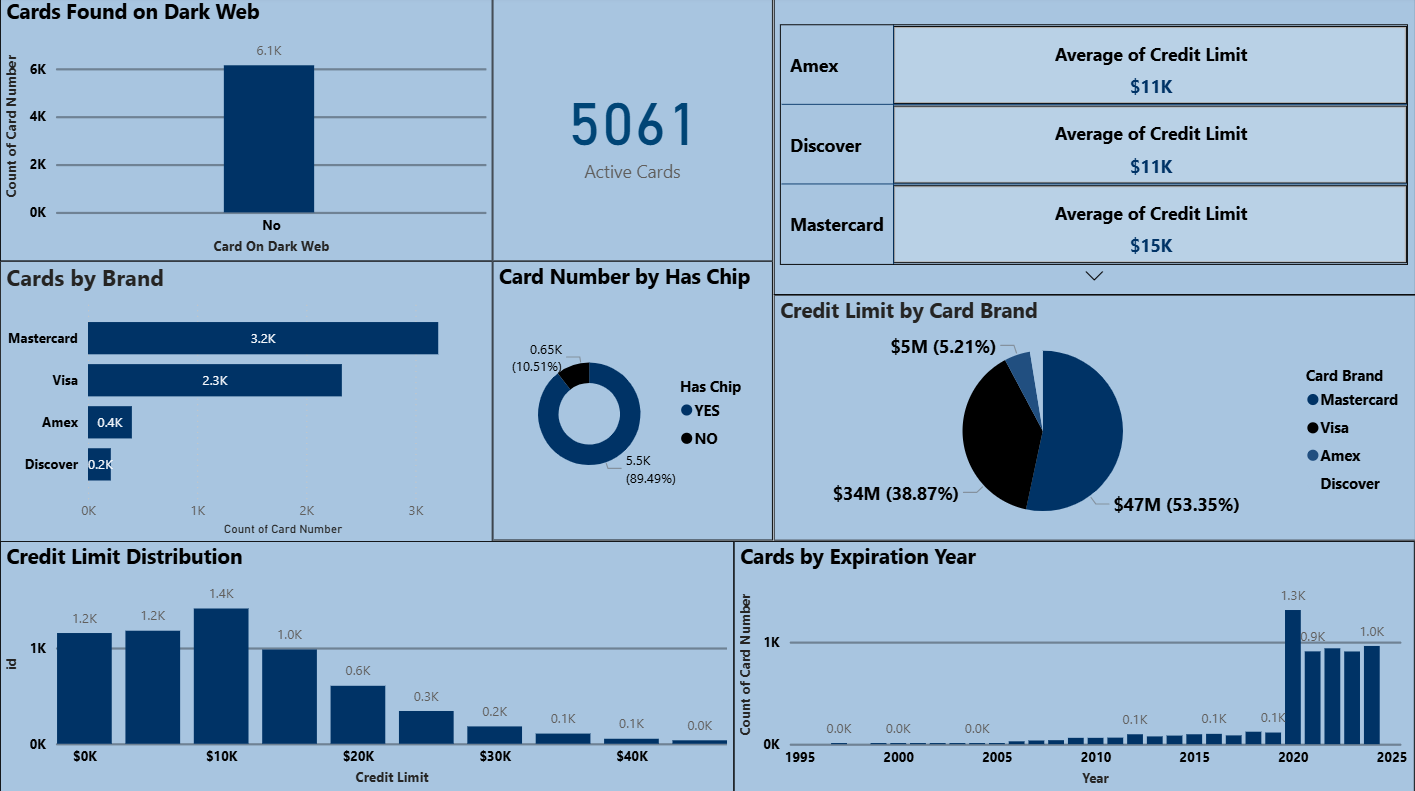 Cards Found on Dark Web
Count of Card Number
6K
4K
2K
0K
6.1K
No
Card On Dark Web
5061
Active Cards
Amex
Average of Credit Limit
$11K
Discover
Average of Credit Limit
$11K
Mastercard
Average of Credit Limit
$15K
Cards by Brand
Mastercard
3.2K
Visa
2.3K
Amex
0.4K
Discover
0.2K
0K 1K 2K 3K
Count of Card Number
Card Number by Has Chip
0.65K
(10.51%)
5.5K
(89.49%)
Has Chip
YES
NO
Credit Limit by Card Brand
$5M (5.21%)
$34M (38.87%)
$47M (53.35%)
Card Brand
Mastercard
Visa
Amex
Discover
Credit Limit Distribution
id
1K
0K
1.2K 1.2K 1.4K 1.0K 0.6K 0.3K 0.2K 0.1K 0.1K 0.0K
$0K $10K $20K $30K $40K
Credit Limit
Cards by Expiration Year
Count of Card Number
1K
0K
0.0K 0.0K 0.0K 0.1K 0.1K 0.1K 1.3K 0.9K 1.0K
1995 2000 2005 2010 2015 2020 2025
Year